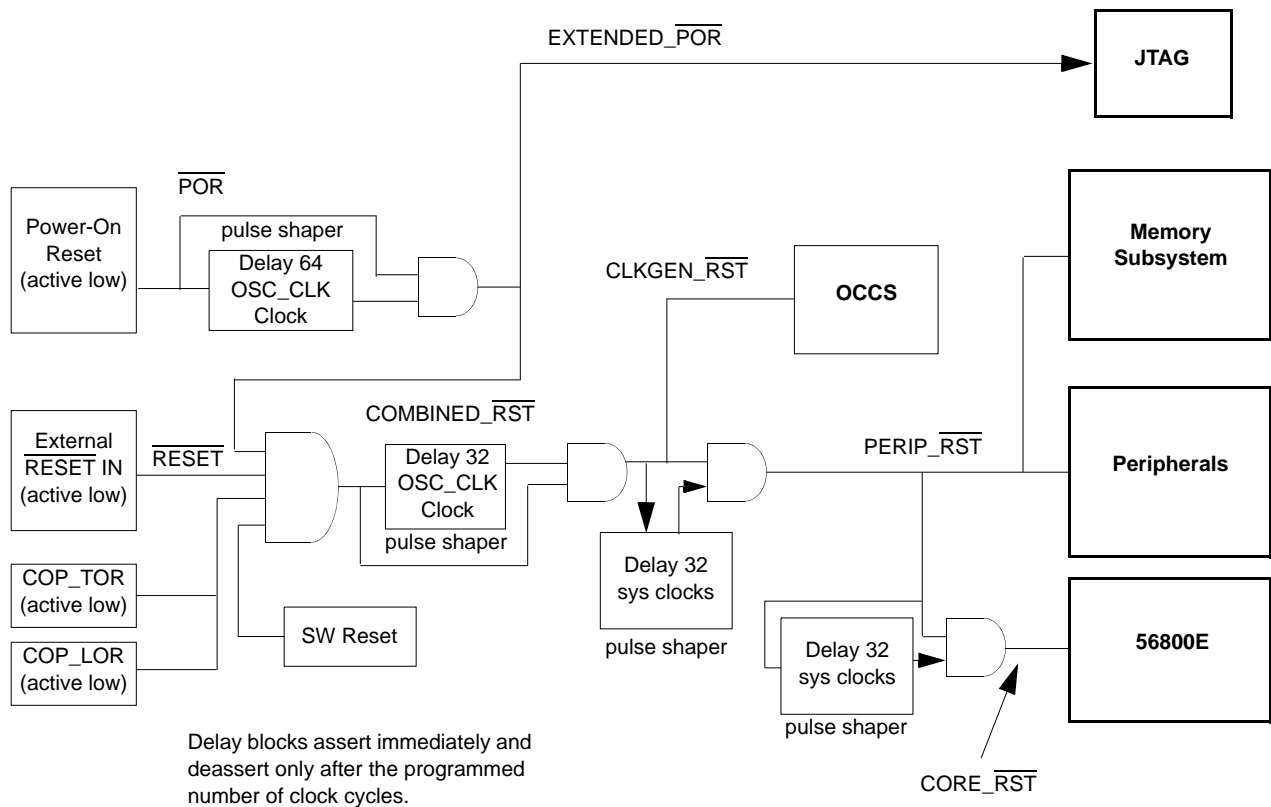 EXTENDED_POR
JTAG
POR
Power-On
Reset
(active low)
pulse shaper
Delay 64
OSC_CLK
Clock
CLKGEN_RST
OCCS
Memory
Subsystem
External
RESET IN
(active low)
RESET
COMBINED_RST
Delay 32
OSC_CLK
Clock
pulse shaper
PERIP_RST
Peripherals
COP_TOR
(active low)
SW Reset
Delay 32
sys clocks
pulse shaper
COP_LOR
(active low)
Delay 32
sys clocks
pulse shaper
56800E
CORE_RST
Delay blocks assert immediately and
deassert only after the programmed
number of clock cycles.